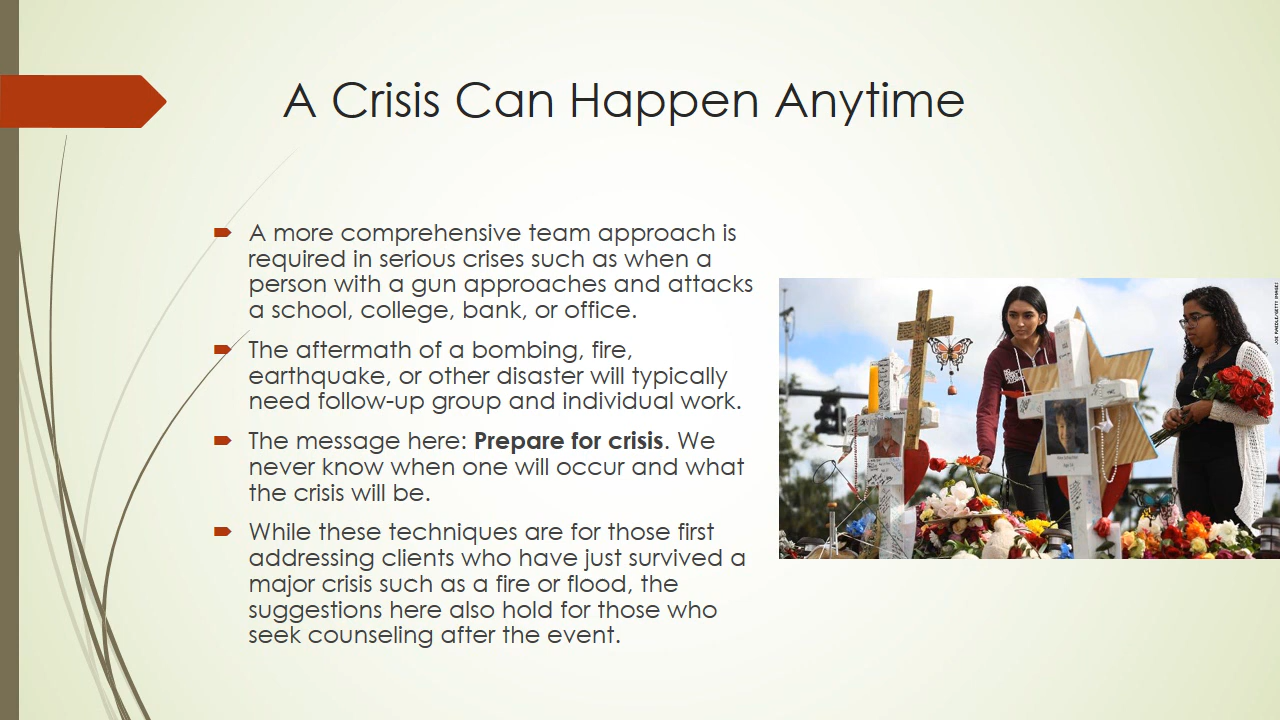 A Crisis Can Happen Anytime
A more comprehensive team approach is
required in serious crises such as when a
person with a gun approaches and attacks
a school, college, bank, or office.
The aftermath of a bombing, fire,
earthquake, or other disaster will typically
need follow-up group and individual work.
The message here: Prepare for crisis. We
never know when one will occur and what
the crisis will be.
While these techniques are for those first
addressing clients who have just survived a
major crisis such as a fire or flood, the
suggestions here also hold for those who
seek counseling after the event.